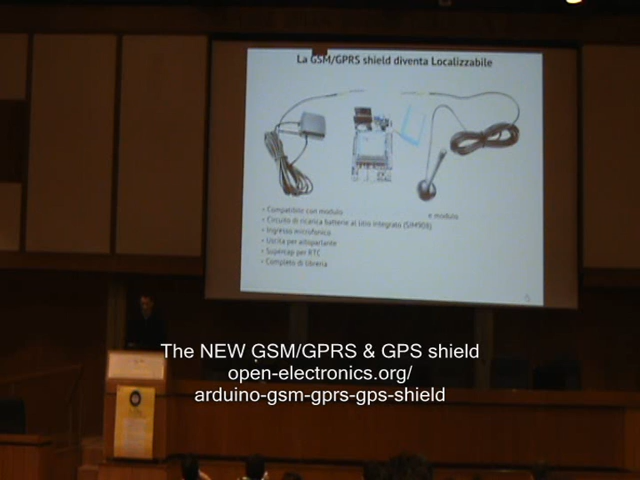 La GSM/GPRS shield diventa Localizzabile
- Compatibile con modulo e modulo
- Circuito di ricarica batterie al litio integrato (SIM908)
- Ingresso microfonico
- Uscita per altoparlante
- Supercap per RTC
- Completo di libreria
The NEW GSM/GPRS & GPS shield
open-electronics.org/
arduino-gsm-gprs-gps-shield